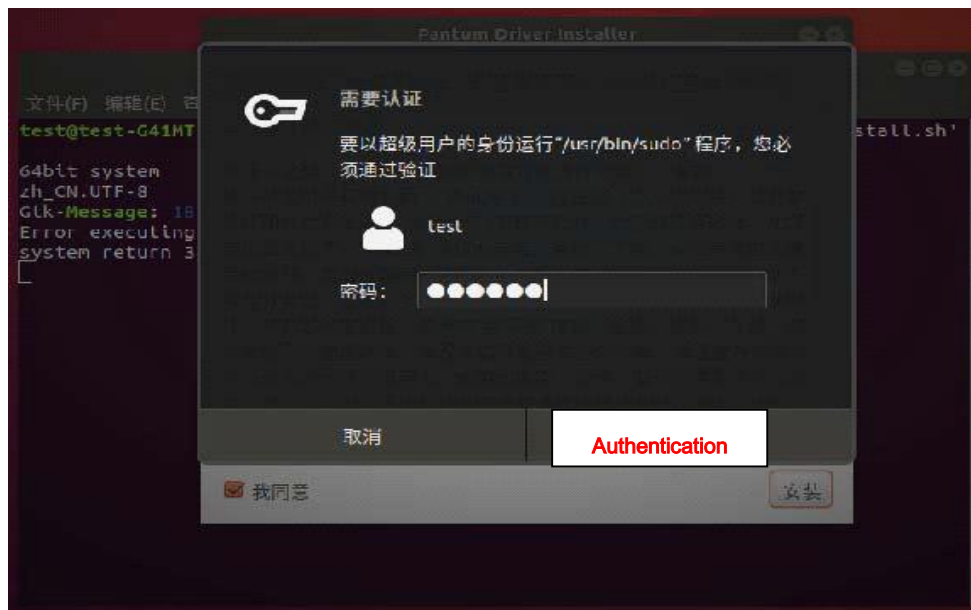 Pantum Driver Installer
文件(F) 编辑(E)
test@test-G41MT
stall.sh'
64bit system
zh_CN.UTF-8
Gtk-Message: 18
Error executing
system return 3
需要认证
要以超级用户的身份运行“/usr/bin/sudo”程序，您必
须通过验证
test
密码：
取消
Authentication
我同意
安装